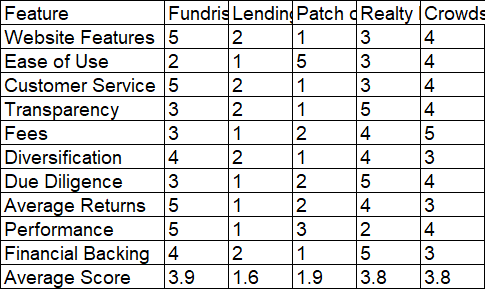 Feature Fundris Lending Patch o Realty Crowds
Website Features 5 2 1 3 4
Ease of Use 2 1 5 3 4
Customer Service 5 2 1 3 4
Transparency 3 2 1 5 4
Fees 3 1 2 4 5
Diversification 4 2 1 4 3
Due Diligence 3 1 2 5 4
Average Returns 5 1 2 4 3
Performance 5 1 3 2 4
Financial Backing 4 2 1 5 3
Average Score 3.9 1.6 1.9 3.8 3.8